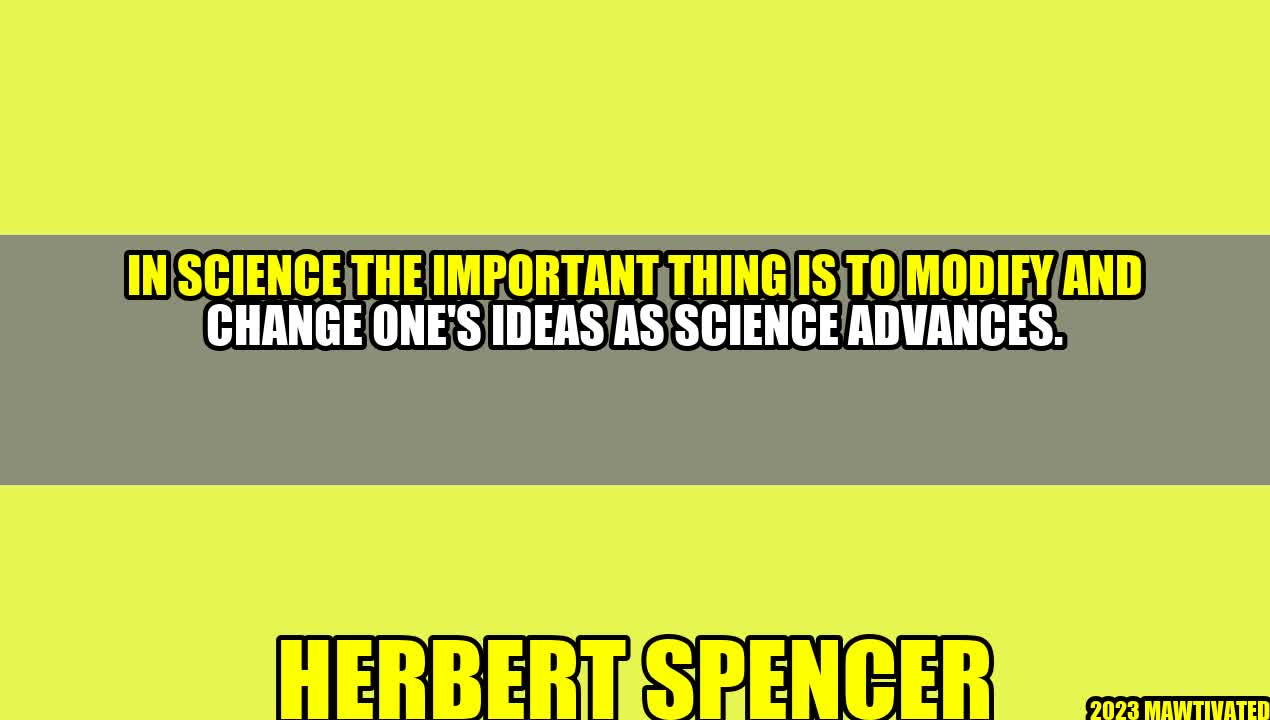 IN SCIENCE THE IMPORTANT THING IS TO MODIFY AND
CHANGE ONE'S IDEAS AS SCIENCE ADVANCES.
HERBERT SPENCER
2023 MAWTIVATED